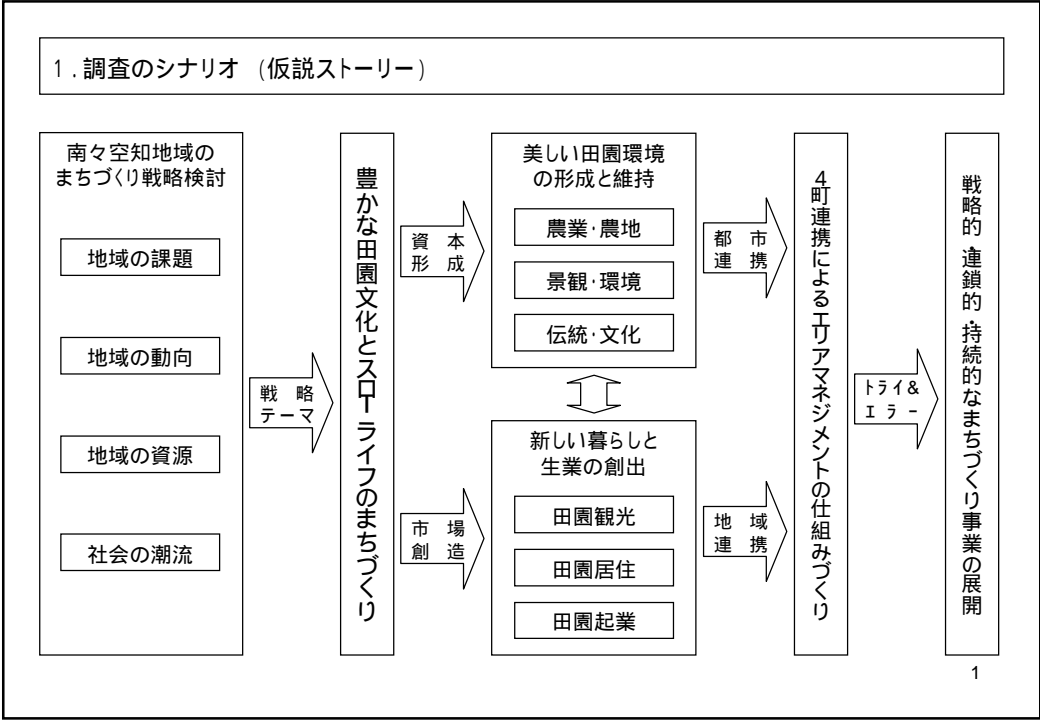 1.調査のシナリオ (仮説ストーリー)
南々空知地域の
まちづくり戦略検討
地域の課題
地域の動向
地域の資源
社会の潮流
戦 略
テーマ
豊かな田園文化とスローライフのまちづくり
資 本
形 成
市 場
創 造
美しい田園環境
の形成と維持
農業・農地
景観・環境
伝統・文化
新しい暮らしと
生業の創出
田園観光
田園居住
田園起業
都 市
連 携
地 域
連 携
4町連携によるエリアマネジメントの仕組みづくり
トライ&
エ ラ ー
戦略的・連鎖的・持続的なまちづくり事業の展開
1